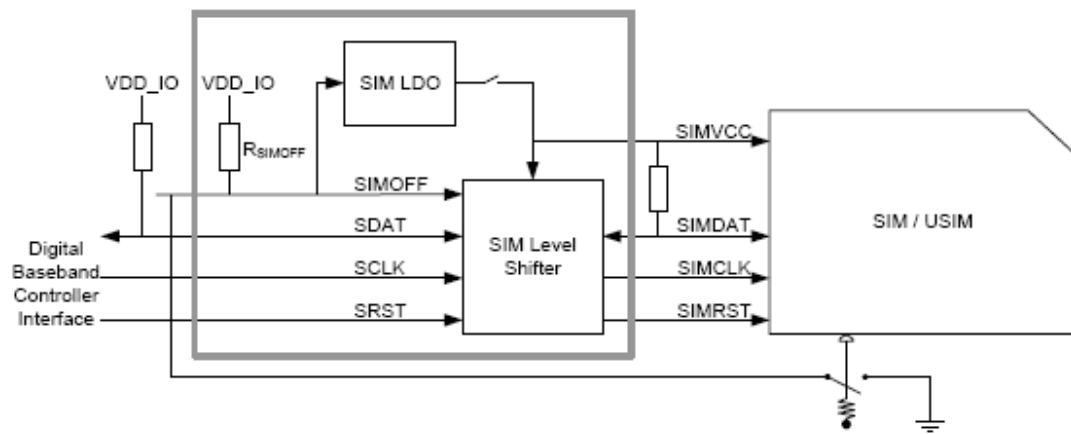 VDD_IO
VDD_IO
SIM LDO
R_SIMOFF
SIMVCC
SIMOFF
SDAT
SIM Level
Shifter
SIMDAT
SIM / USIM
Digital
Baseband
Controller
Interface
SCLK
SIMCLK
SRST
SIMRST